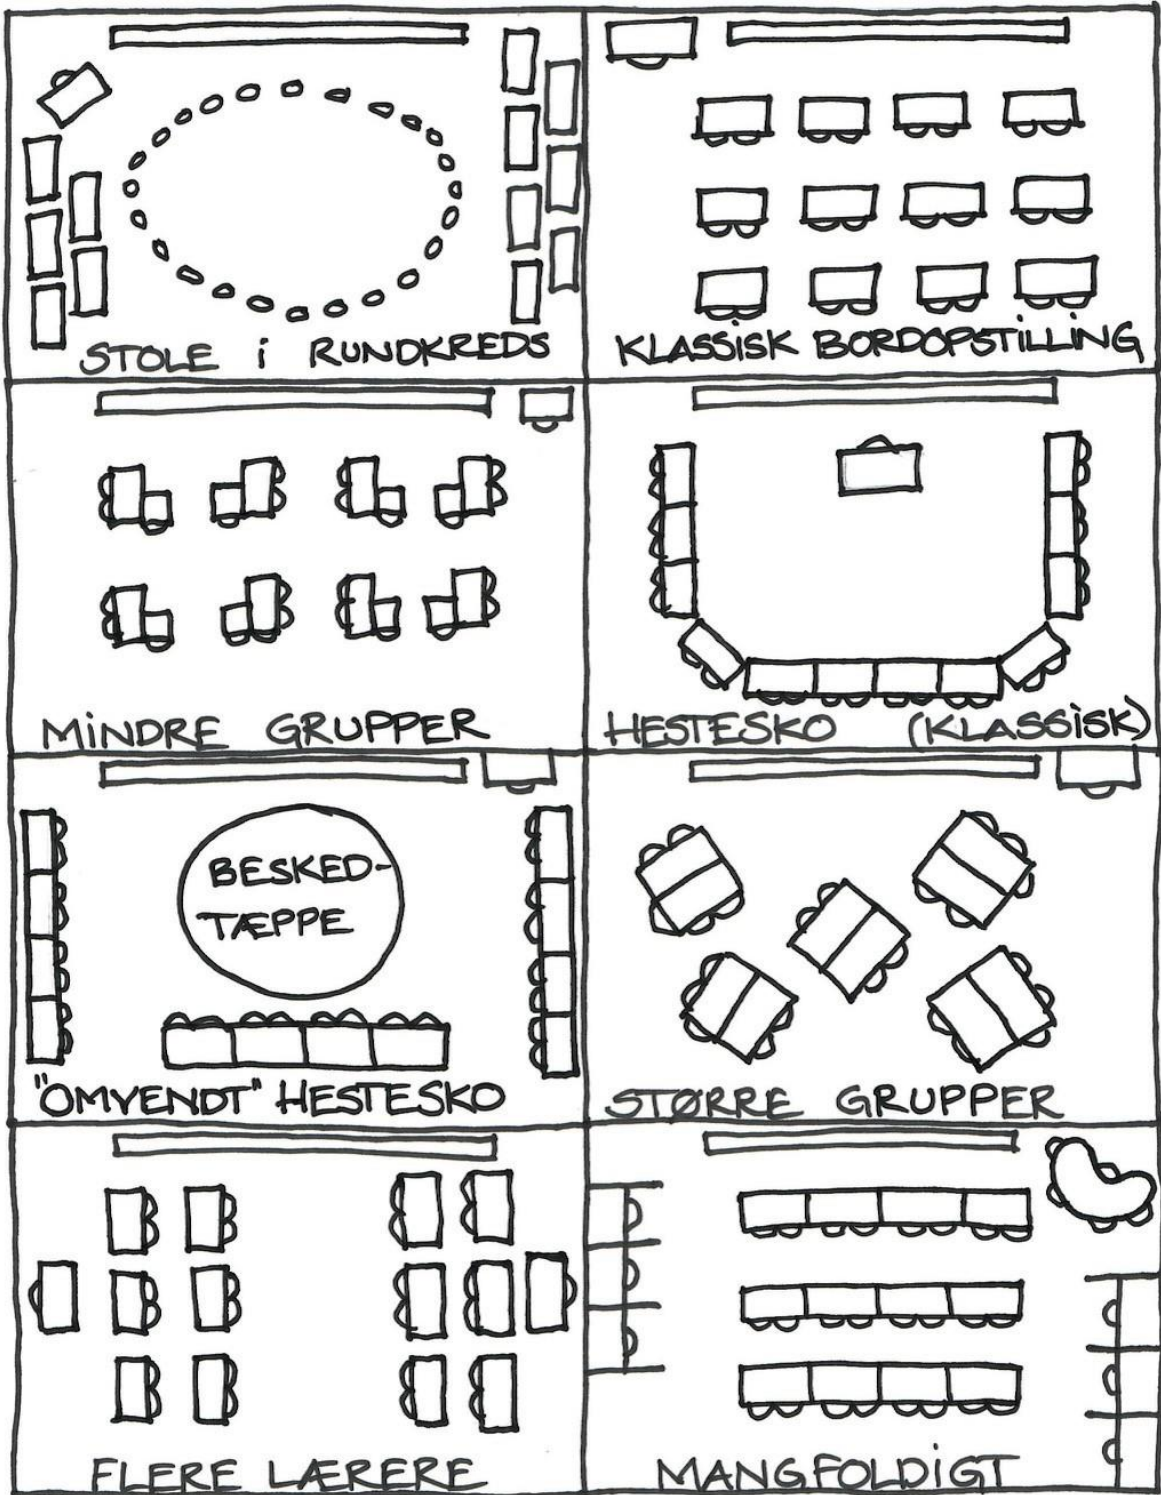 STOLE i RUNDKREDS
KLASSiSK BORDOPSTiLLiNG
MiNDRE GRUPPER
HESTESKO (KLASSiSK)
BESKED-
TÆPPE
"OMVENDT" HESTESKO
STØRRE GRUPPER
FLERE LÆRERE
MANGFOLDiGT